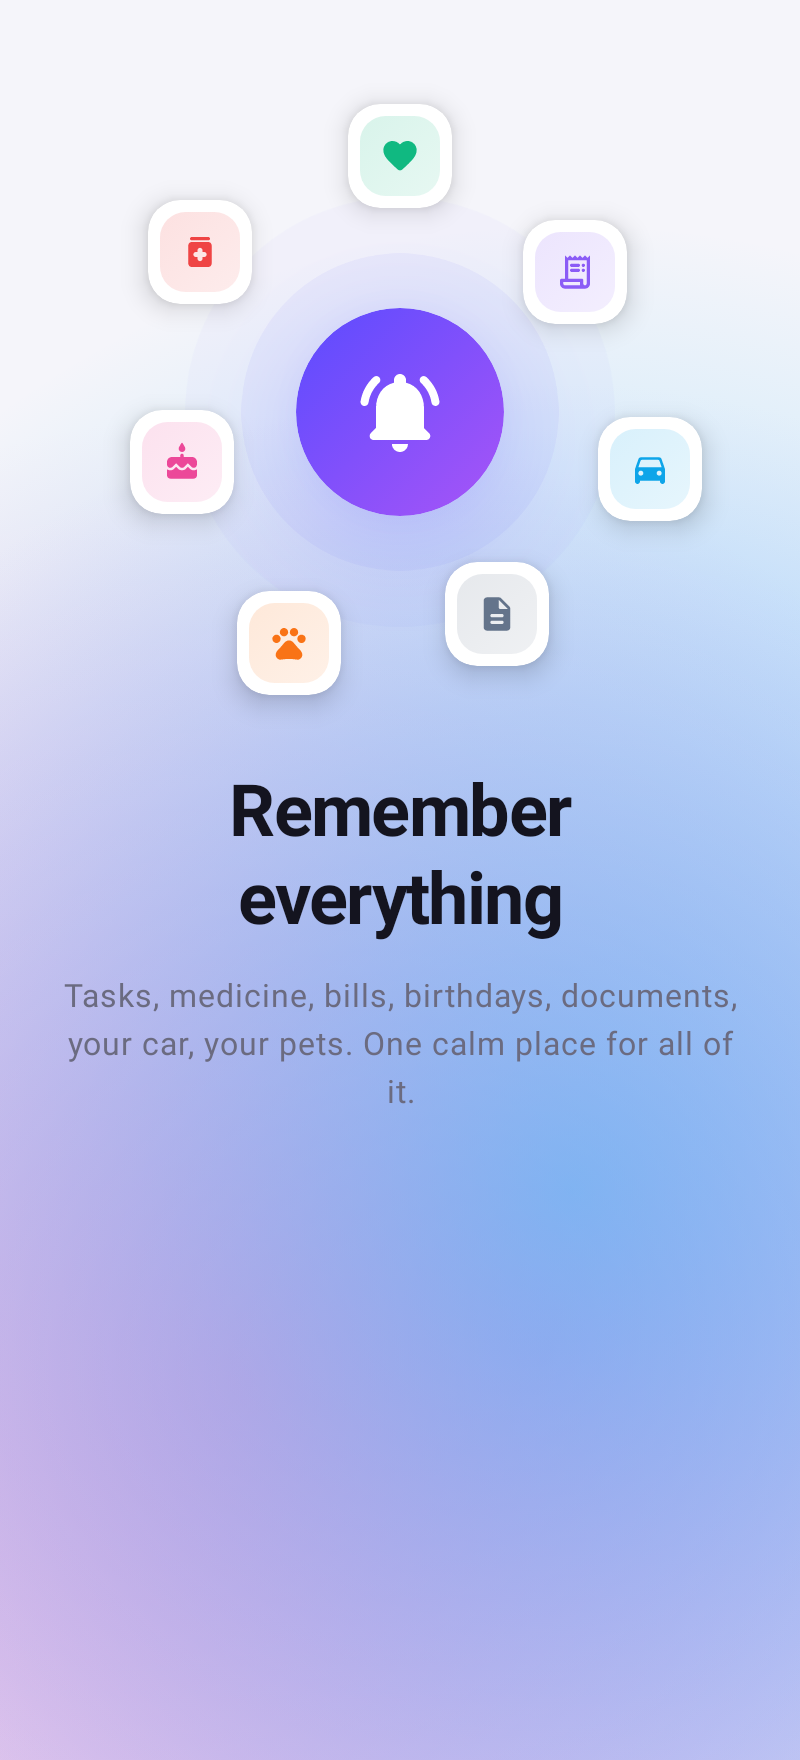 Remember
everything
Tasks, medicine, bills, birthdays, documents,
your car, your pets. One calm place for all of
it.